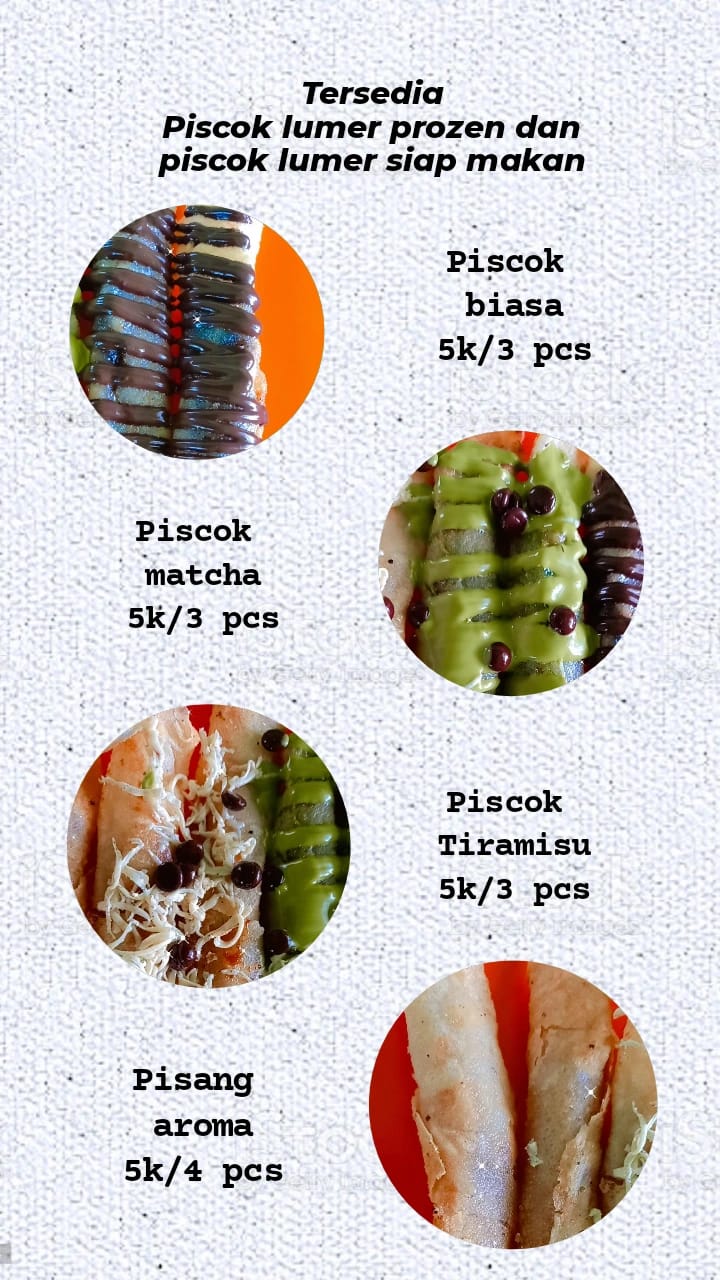 Tersedia
Piscok lumer prozen dan
piscok lumer siap makan
Piscok
biasa
5k/3 pcs
Piscok
matcha
5k/3 pcs
Piscok
Tiramisu
5k/3 pcs
Pisang
aroma
5k/4 pcs